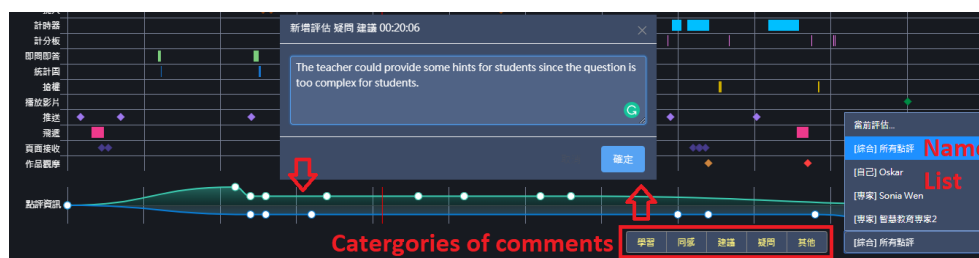 計時器
計分板
即問即答
統計圖
搶權
播放影片
推送
飛遞
頁面接收
作品觀摩
點評資訊
新增評估 疑問 建議 00:20:06
The teacher could provide some hints for students since the question is
too complex for students.
確定
Catergories of comments
學習 同感 建議 疑問 其他
當前評估...
[綜合] 所有點評
Name
[自己] Oskar
List
[專家] Sonia Wen
[專家] 智慧教育專家2
[綜合] 所有點評